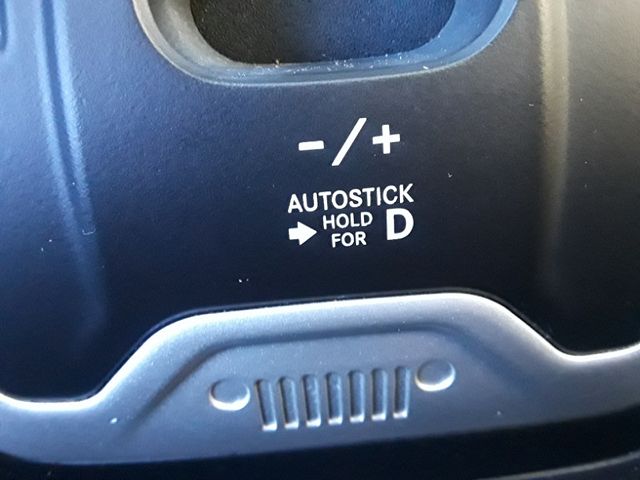 -/+
AUTOSTICK
➡ HOLD FOR D